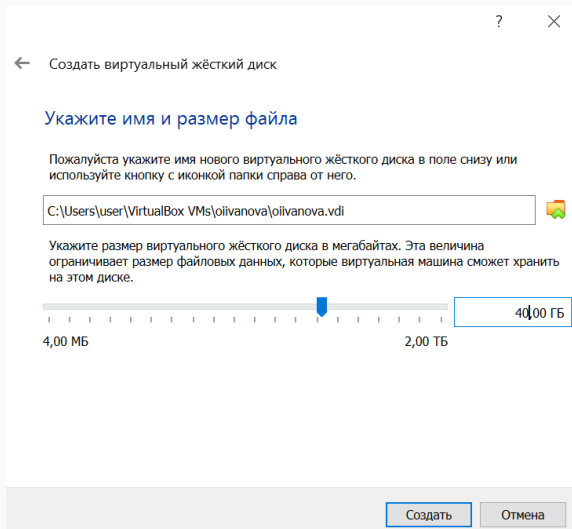 ?
Создать виртуальный жёсткий диск
Укажите имя и размер файла
Пожалуйста укажите имя нового виртуального жёсткого диска в поле снизу или
используйте кнопку с иконкой папки справа от него.
C:\Users\user\VirtualBox VMs\oiivanova\oiivanova.vdi
Укажите размер виртуального жёсткого диска в мегабайтах. Эта величина
ограничивает размер файловых данных, которые виртуальная машина сможет хранить
на этом диске.
40,00 ГБ
4,00 МБ 2,00 ТБ
Создать Отмена